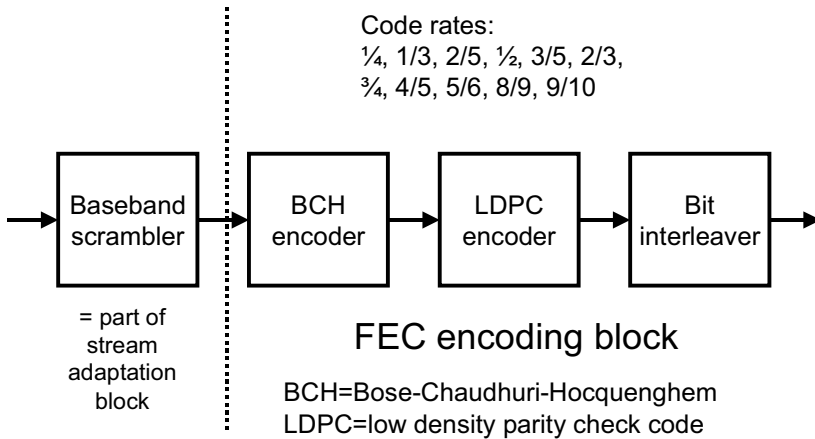 Code rates:
¼, 1/3, 2/5, ½, 3/5, 2/3,
¾, 4/5, 5/6, 8/9, 9/10
Baseband
scrambler
BCH
encoder
LDPC
encoder
Bit
interleaver
= part of
stream
adaptation
block
FEC encoding block
BCH=Bose-Chaudhuri-Hocquenghem
LDPC=low density parity check code